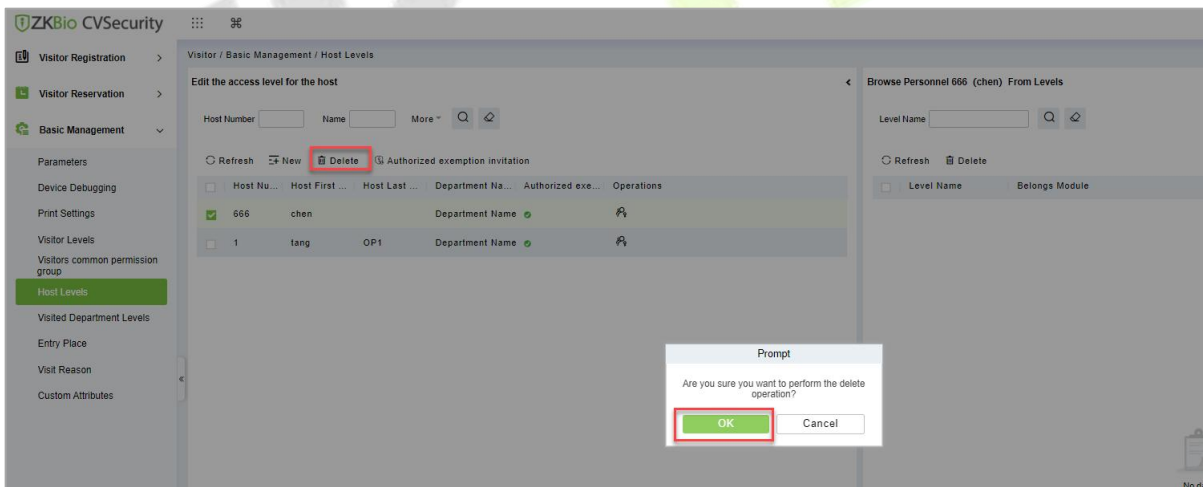 ZKBio CVSecurity
Visitor Registration
Visitor Reservation
Basic Management
Parameters
Device Debugging
Print Settings
Visitor Levels
Visitors common permission
group
Host Levels
Visited Department Levels
Entry Place
Visit Reason
Custom Attributes
Visitor / Basic Management / Host Levels
Edit the access level for the host
Host Number
Name
More
Refresh New Delete Authorized exemption invitation
Host Nu... Host First ... Host Last ... Department Na... Authorized exe... Operations
666 chen Department Name
1 tang OP1 Department Name
Browse Personnel 666 (chen) From Levels
Level Name
Refresh Delete
Level Name Belongs Module
Prompt
Are you sure you want to perform the delete
operation?
OK Cancel